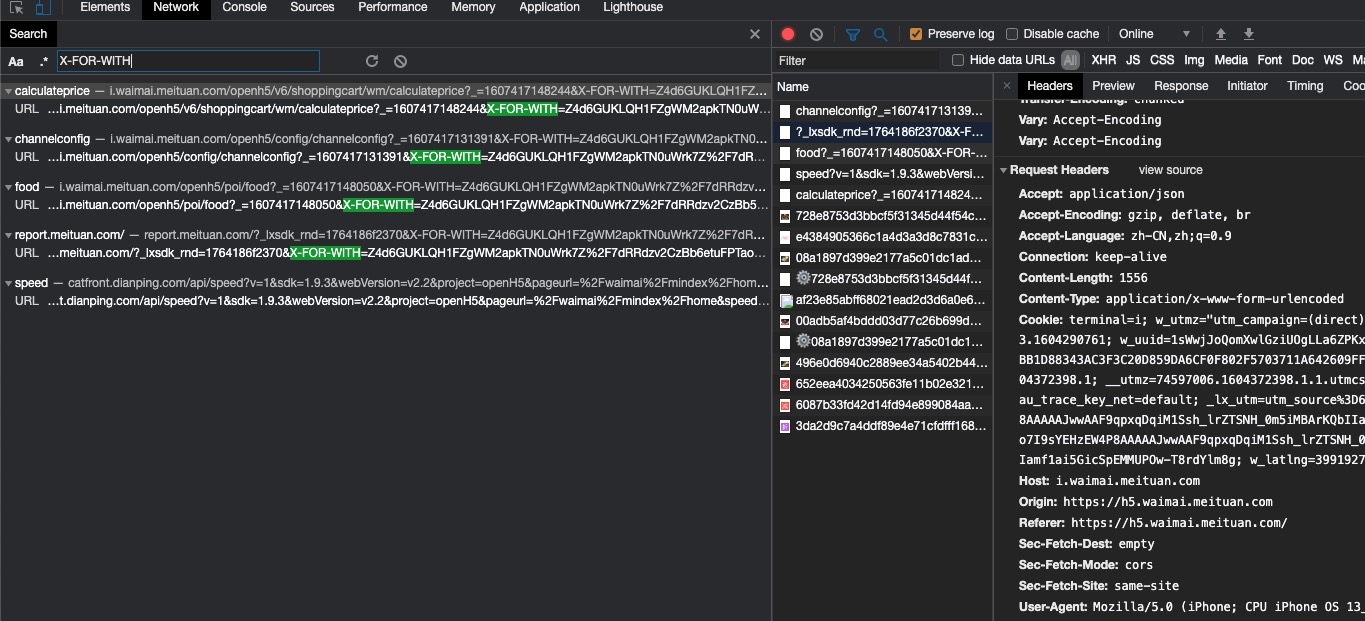 Elements Network Console Sources Performance Memory Application Lighthouse
Search
Aa .* X-FOR-WITH
calculateprice — i.waimai.meituan.com/openh5/v6/shoppingcart/wm/calculateprice?_=1607417148244&X-FOR-WITH=Z4d6GUKLQH1FZ...
URL ...i.meituan.com/openh5/v6/shoppingcart/wm/calculateprice?_=1607417148244&X-FOR-WITH=Z4d6GUKLQH1FZgWM2apkTN0uW...
channelconfig — i.waimai.meituan.com/openh5/config/channelconfig?_=1607417131391&X-FOR-WITH=Z4d6GUKLQH1FZgWM2apkTN0...
URL ...i.meituan.com/openh5/config/channelconfig?_=1607417131391&X-FOR-WITH=Z4d6GUKLQH1FZgWM2apkTN0uWrk7Z%2F7dR...
food — i.waimai.meituan.com/openh5/poi/food?_=1607417148050&X-FOR-WITH=Z4d6GUKLQH1FZgWM2apkTN0uWrk7Z%2F7dRRdzv...
URL ...i.meituan.com/openh5/poi/food?_=1607417148050&X-FOR-WITH=Z4d6GUKLQH1FZgWM2apkTN0uWrk7Z%2F7dRRdzv2CzBb5...
report.meituan.com/ — report.meituan.com/?_lxsdk_rnd=1764186f2370&X-FOR-WITH=Z4d6GUKLQH1FZgWM2apkTN0uWrk7Z%2F7dR...
URL ....meituan.com/?_lxsdk_rnd=1764186f2370&X-FOR-WITH=Z4d6GUKLQH1FZgWM2apkTN0uWrk7Z%2F7dRRdzv2CzBb6etuFPTao...
speed — catfront.dianping.com/api/speed?v=1&sdk=1.9.3&webVersion=v2.2&project=openH5&pageurl=%2Fwaimai%2Fmindex%2Fhom...
URL ...t.dianping.com/api/speed?v=1&sdk=1.9.3&webVersion=v2.2&project=openH5&pageurl=%2Fwaimai%2Fmindex%2Fhome&speed...
Preserve log Disable cache Online
Filter Hide data URLs All XHR JS CSS Img Media Font Doc WS Ma
Name
channelconfig?_=160741713139...
?_lxsdk_rnd=1764186f2370&X-F...
food?_=1607417148050&X-FOR-...
speed?v=1&sdk=1.9.3&webVersi...
calculateprice?_=160741714824...
728e8753d3bbcf5f31345d44f54c...
e4384905366c1a4d3a3d8c7831c...
08a1897d399e2177a5c01dc1ad...
728e8753d3bbcf5f31345d44f...
af23e85abff68021ead2d3d6a0e6...
00adb5af4bddd03d77c26b699d...
08a1897d399e2177a5c01dc1...
496e0d6940c2889ee34a5402b44...
652eea4034250563fe11b02e321...
6087b33fd42d14fd94e899084aa...
3da2d9c7a4ddf89e4e71cfdfff168...
Headers Preview Response Initiator Timing Coo
Transfer-Encoding: chunked
Vary: Accept-Encoding
Vary: Accept-Encoding
Request Headers view source
Accept: application/json
Accept-Encoding: gzip, deflate, br
Accept-Language: zh-CN,zh;q=0.9
Connection: keep-alive
Content-Length: 1556
Content-Type: application/x-www-form-urlencoded
Cookie: terminal=i; w_utmz="utm_campaign=(direct)
3.1604290761; w_uuid=1sWwjJoQomXwlGziUOgLLa6ZPKx
BB1D88343AC3F3C20D859DA6CF0F802F5703711A642609FF
04372398.1; __utmz=74597006.1604372398.1.1.utmcs
au_trace_key_net=default; _lx_utm=utm_source%3D6
8AAAAAJwwAAF9qpxqDqiM1Ssh_lrZTSNH_0m5iMBArKQbIIa
o7I9sYEHzEW4P8AAAAAJwwAAF9qpxqDqiM1Ssh_lrZTSNH_0
Iamf1ai5GicSpEMMUPOw-T8rdYlm8g; w_latlng=3991927
Host: i.waimai.meituan.com
Origin: https://h5.waimai.meituan.com
Referer: https://h5.waimai.meituan.com/
Sec-Fetch-Dest: empty
Sec-Fetch-Mode: cors
Sec-Fetch-Site: same-site
User-Agent: Mozilla/5.0 (iPhone; CPU iPhone OS 13_